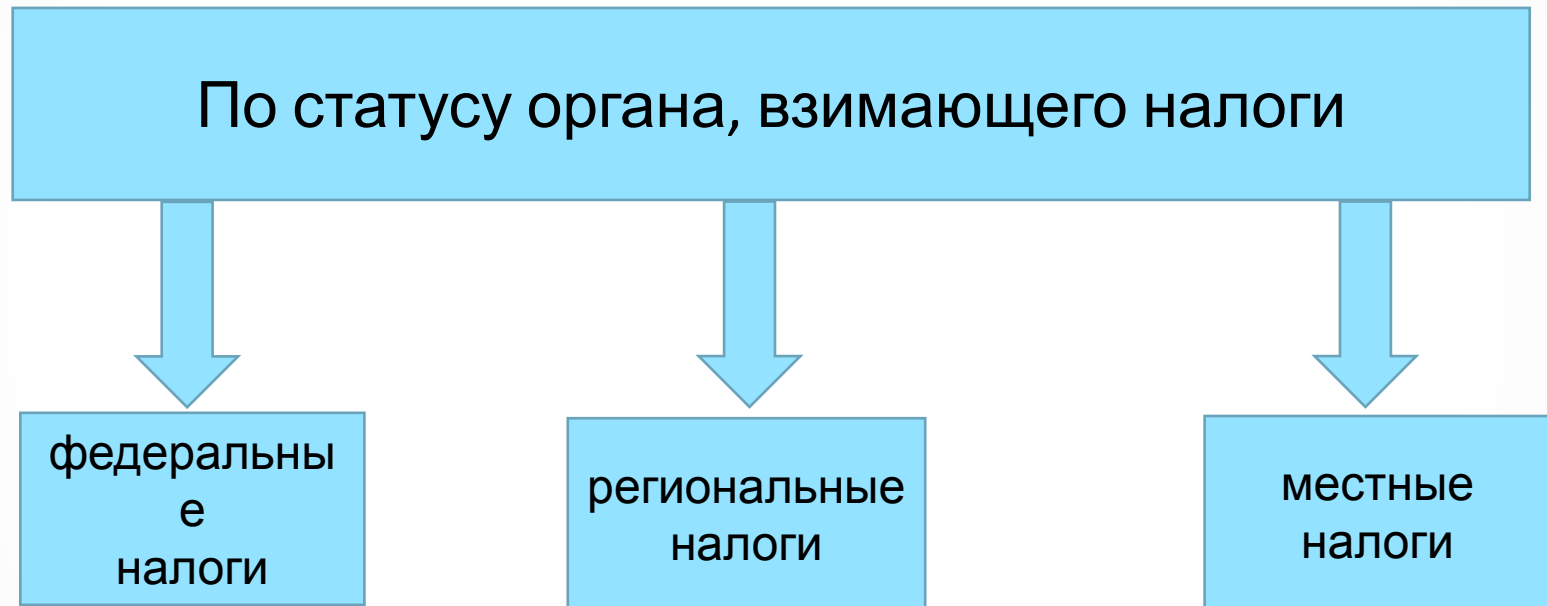 По статусу органа, взимающего налоги
федеральны
е
налоги
региональные
налоги
местные
налоги